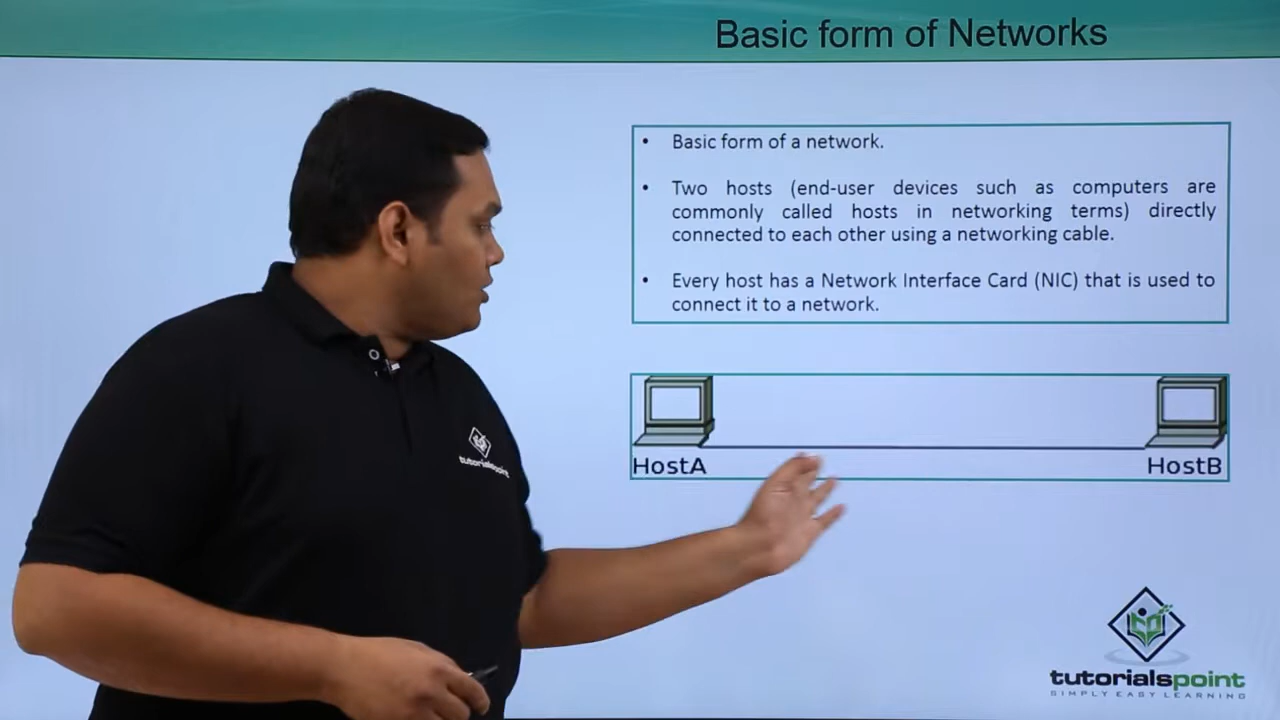 Basic form of Networks
• Basic form of a network.
• Two hosts (end-user devices such as computers are
commonly called hosts in networking terms) directly
connected to each other using a networking cable.
• Every host has a Network Interface Card (NIC) that is used to
connect it to a network.
HostA
HostB
tutorialspoint
tutorialspoint
SIMPLY EASY LEARNING